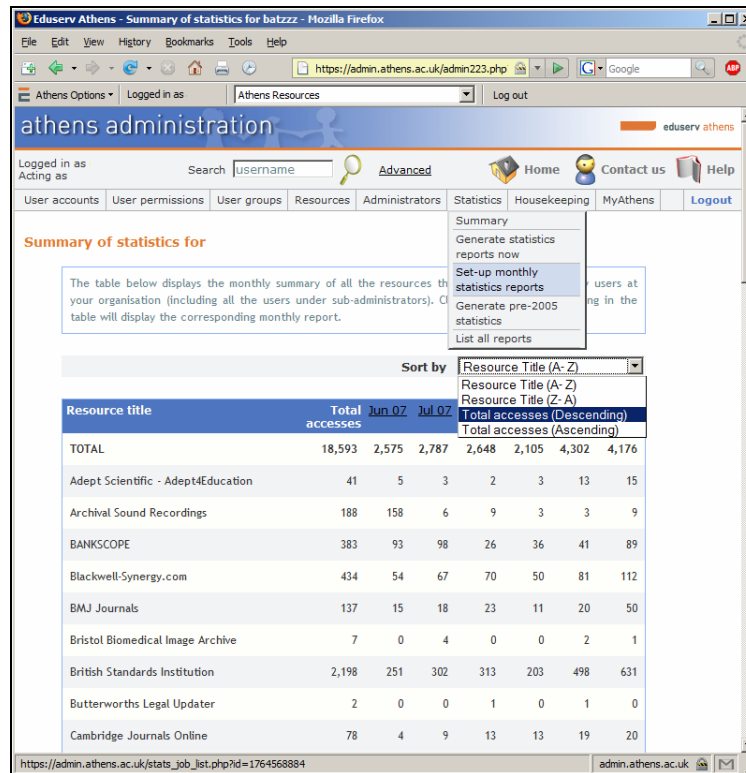 Eduserv Athens - Summary of statistics for batzzz - Mozilla Firefox
File Edit View History Bookmarks Tools Help
https://admin.athens.ac.uk/admin223.php G Google ABP
Athens Options Logged in as Athens Resources Log out
athens administration eduserv athens
Logged in as
Acting as
Search username Advanced Home Contact us Help
User accounts User permissions User groups Resources Administrators Statistics Housekeeping MyAthens Logout
Summary
Generate statistics
reports now
Set-up monthly
statistics reports
Generate pre-2005
statistics
List all reports
Summary of statistics for
The table below displays the monthly summary of all the resources users at
your organisation (including all the users under sub-administrators). in the
table will display the corresponding monthly report.
Sort by Resource Title (A- Z)
Resource Title (A- Z)
Resource Title (Z- A)
Total accesses (Descending)
Total accesses (Ascending)
Resource title Total accesses Jun 07 Jul 07
TOTAL 18,593 2,575 2,787 2,648 2,105 4,302 4,176
Adept Scientific - Adept4Education 41 5 3 2 3 13 15
Archival Sound Recordings 188 158 6 9 3 3 9
BANKSCOPE 383 93 98 26 36 41 89
Blackwell-Synergy.com 434 54 67 70 50 81 112
BMJ Journals 137 15 18 23 11 20 50
Bristol Biomedical Image Archive 7 0 4 0 0 2 1
British Standards Institution 2,198 251 302 313 203 498 631
Butterworths Legal Updater 2 0 0 1 0 1 0
Cambridge Journals Online 78 4 9 13 13 19 20
https://admin.athens.ac.uk/stats_job_list.php?id=1764568884 admin.athens.ac.uk